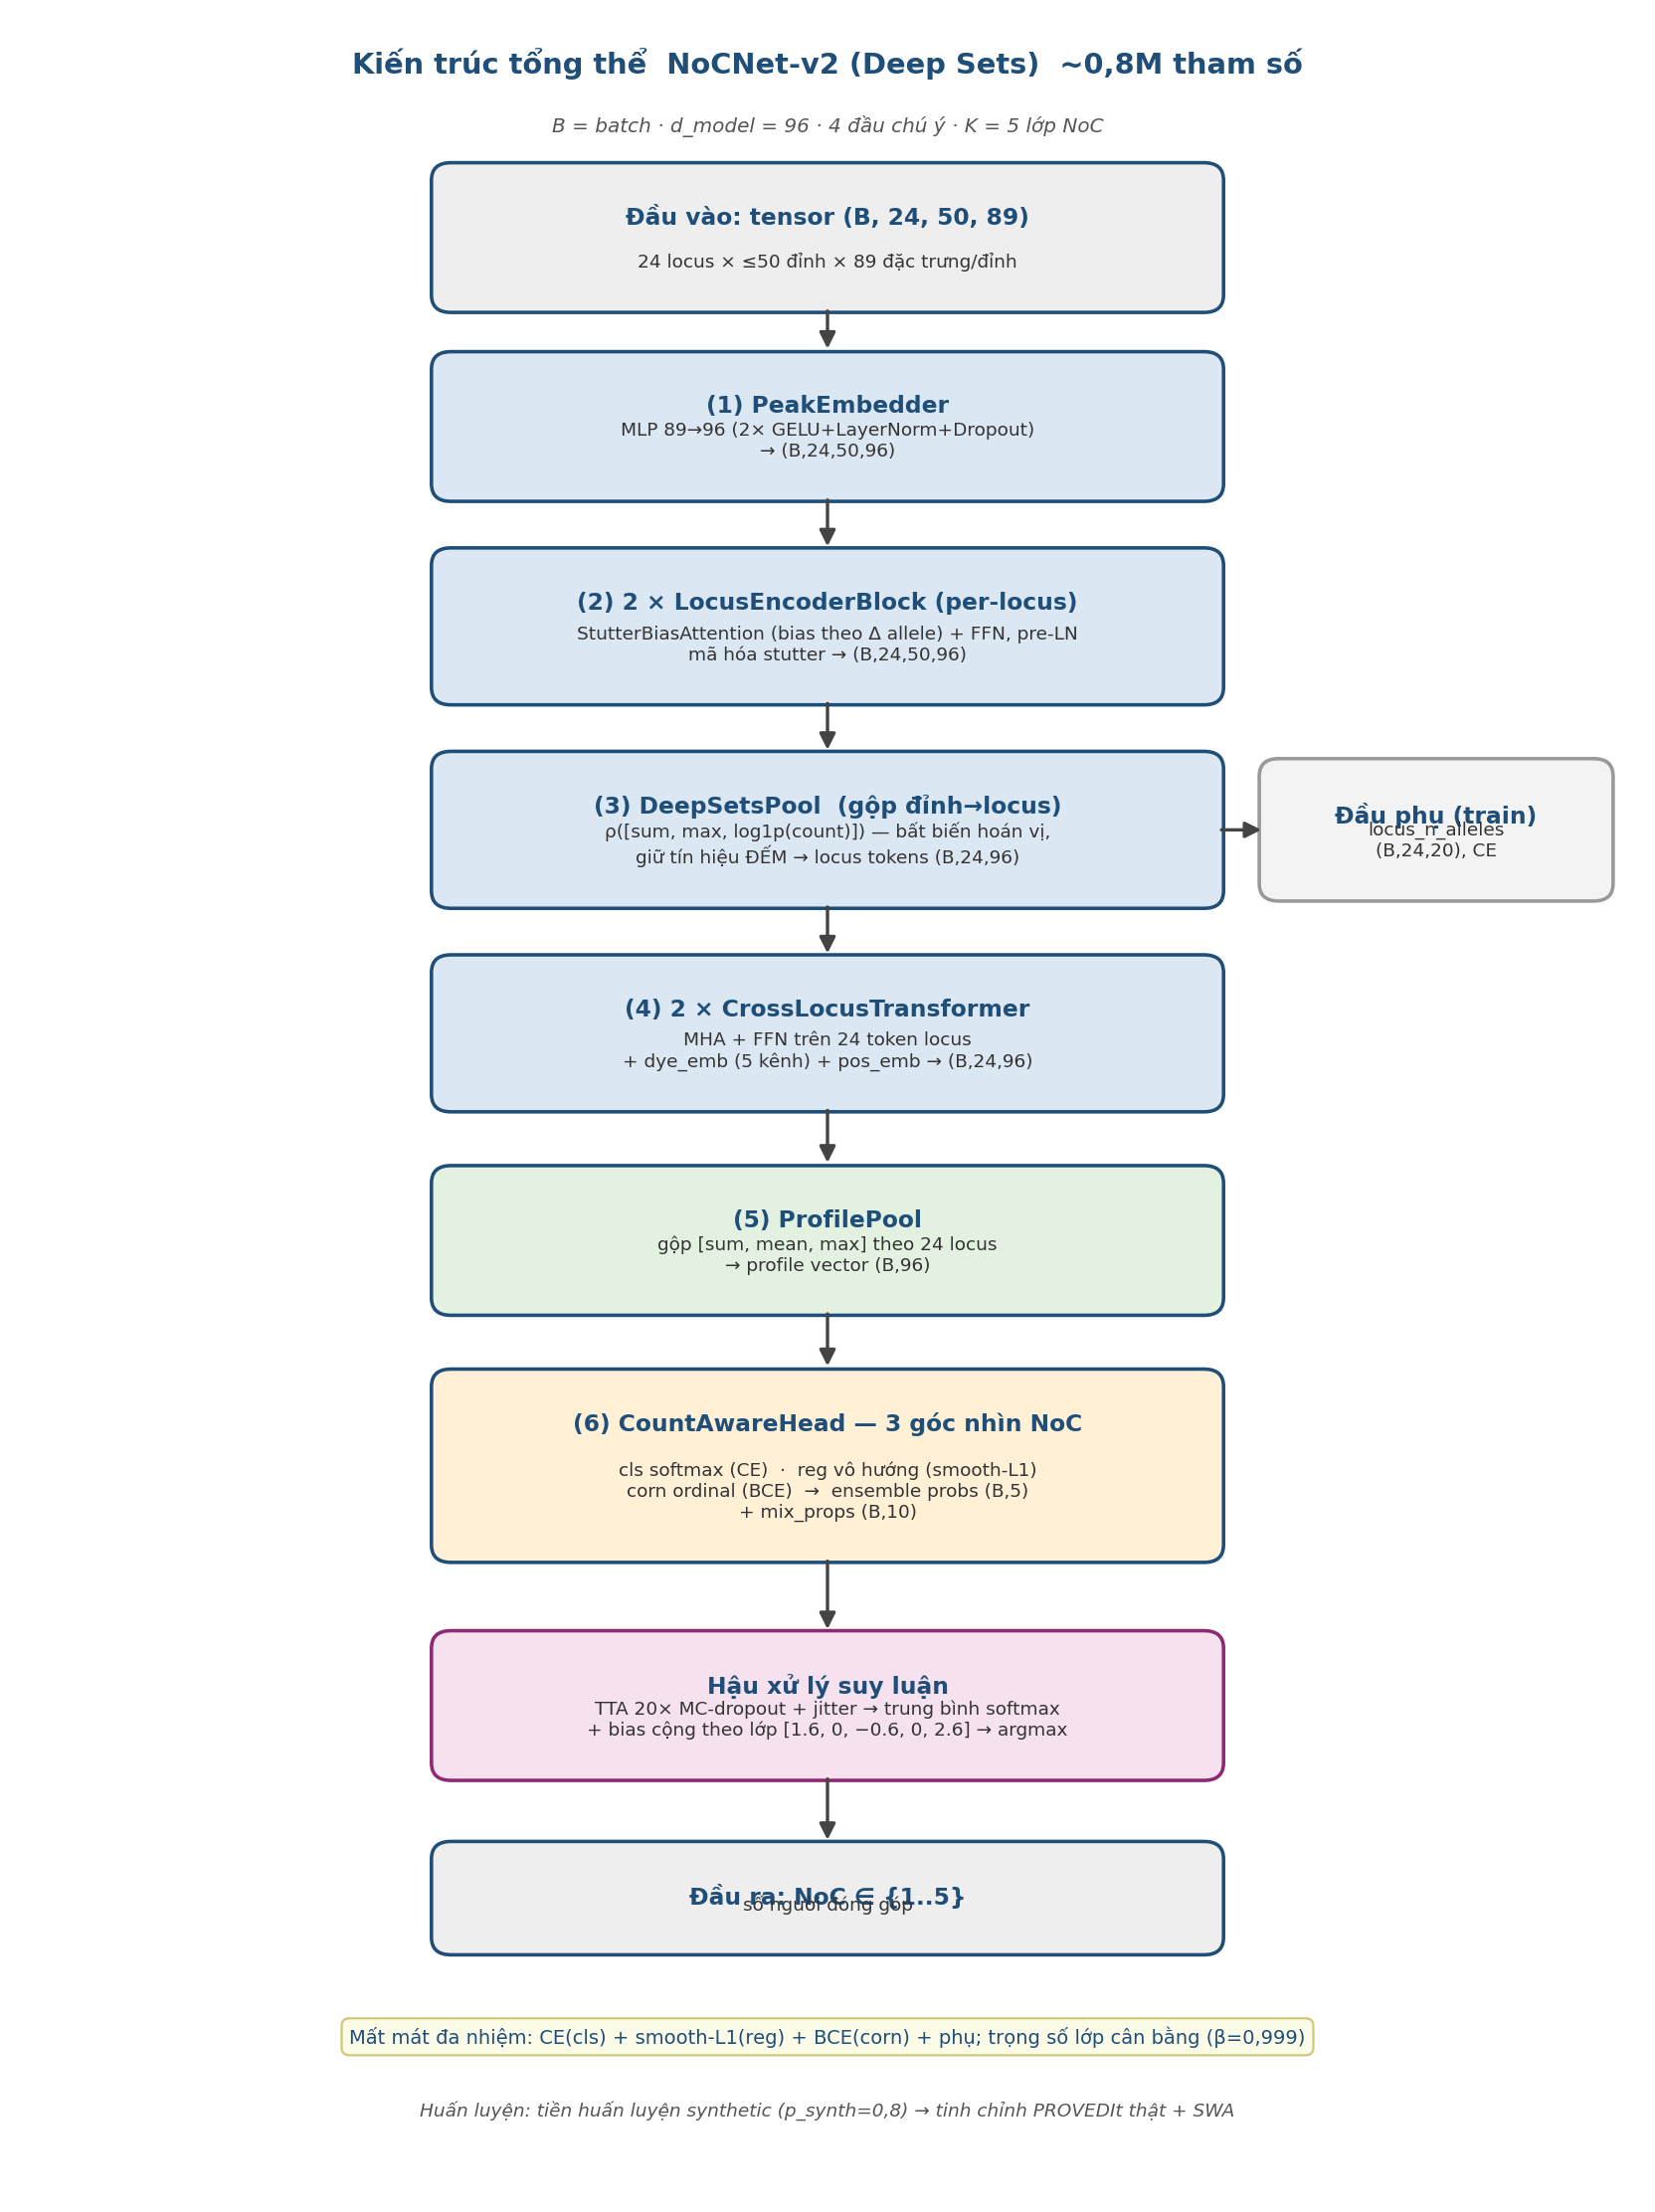 Kiến trúc tổng thể  NoCNet-v2 (Deep Sets)  ~0,8M tham số
B = batch · d_model = 96 · 4 đầu chú ý · K = 5 lớp NoC
Đầu vào: tensor (B, 24, 50, 89)
24 locus × ≤50 đỉnh × 89 đặc trưng/đỉnh
(1) PeakEmbedder
MLP 89→96 (2× GELU+LayerNorm+Dropout)
→ (B,24,50,96)
(2) 2 × LocusEncoderBlock (per-locus)
StutterBiasAttention (bias theo Δ allele) + FFN, pre-LN
mã hóa stutter → (B,24,50,96)
(3) DeepSetsPool  (gộp đỉnh→locus)
ρ([sum, max, log1p(count)]) — bất biến hoán vị,
giữ tín hiệu ĐẾM → locus tokens (B,24,96)
Đầu phụ (train)
locus_n_alleles
(B,24,20), CE
(4) 2 × CrossLocusTransformer
MHA + FFN trên 24 token locus
+ dye_emb (5 kênh) + pos_emb → (B,24,96)
(5) ProfilePool
gộp [sum, mean, max] theo 24 locus
→ profile vector (B,96)
(6) CountAwareHead — 3 góc nhìn NoC
cls softmax (CE)  ·  reg vô hướng (smooth-L1)
corn ordinal (BCE)  →  ensemble probs (B,5)
+ mix_props (B,10)
Hậu xử lý suy luận
TTA 20× MC-dropout + jitter → trung bình softmax
+ bias cộng theo lớp [1.6, 0, −0.6, 0, 2.6] → argmax
Đầu ra: NoC ∈ {1..5}
số người đóng góp
Mất mát đa nhiệm: CE(cls) + smooth-L1(reg) + BCE(corn) + phụ; trọng số lớp cân bằng (β=0,999)
Huấn luyện: tiền huấn luyện synthetic (p_synth=0,8) → tinh chỉnh PROVEDIt thật + SWA